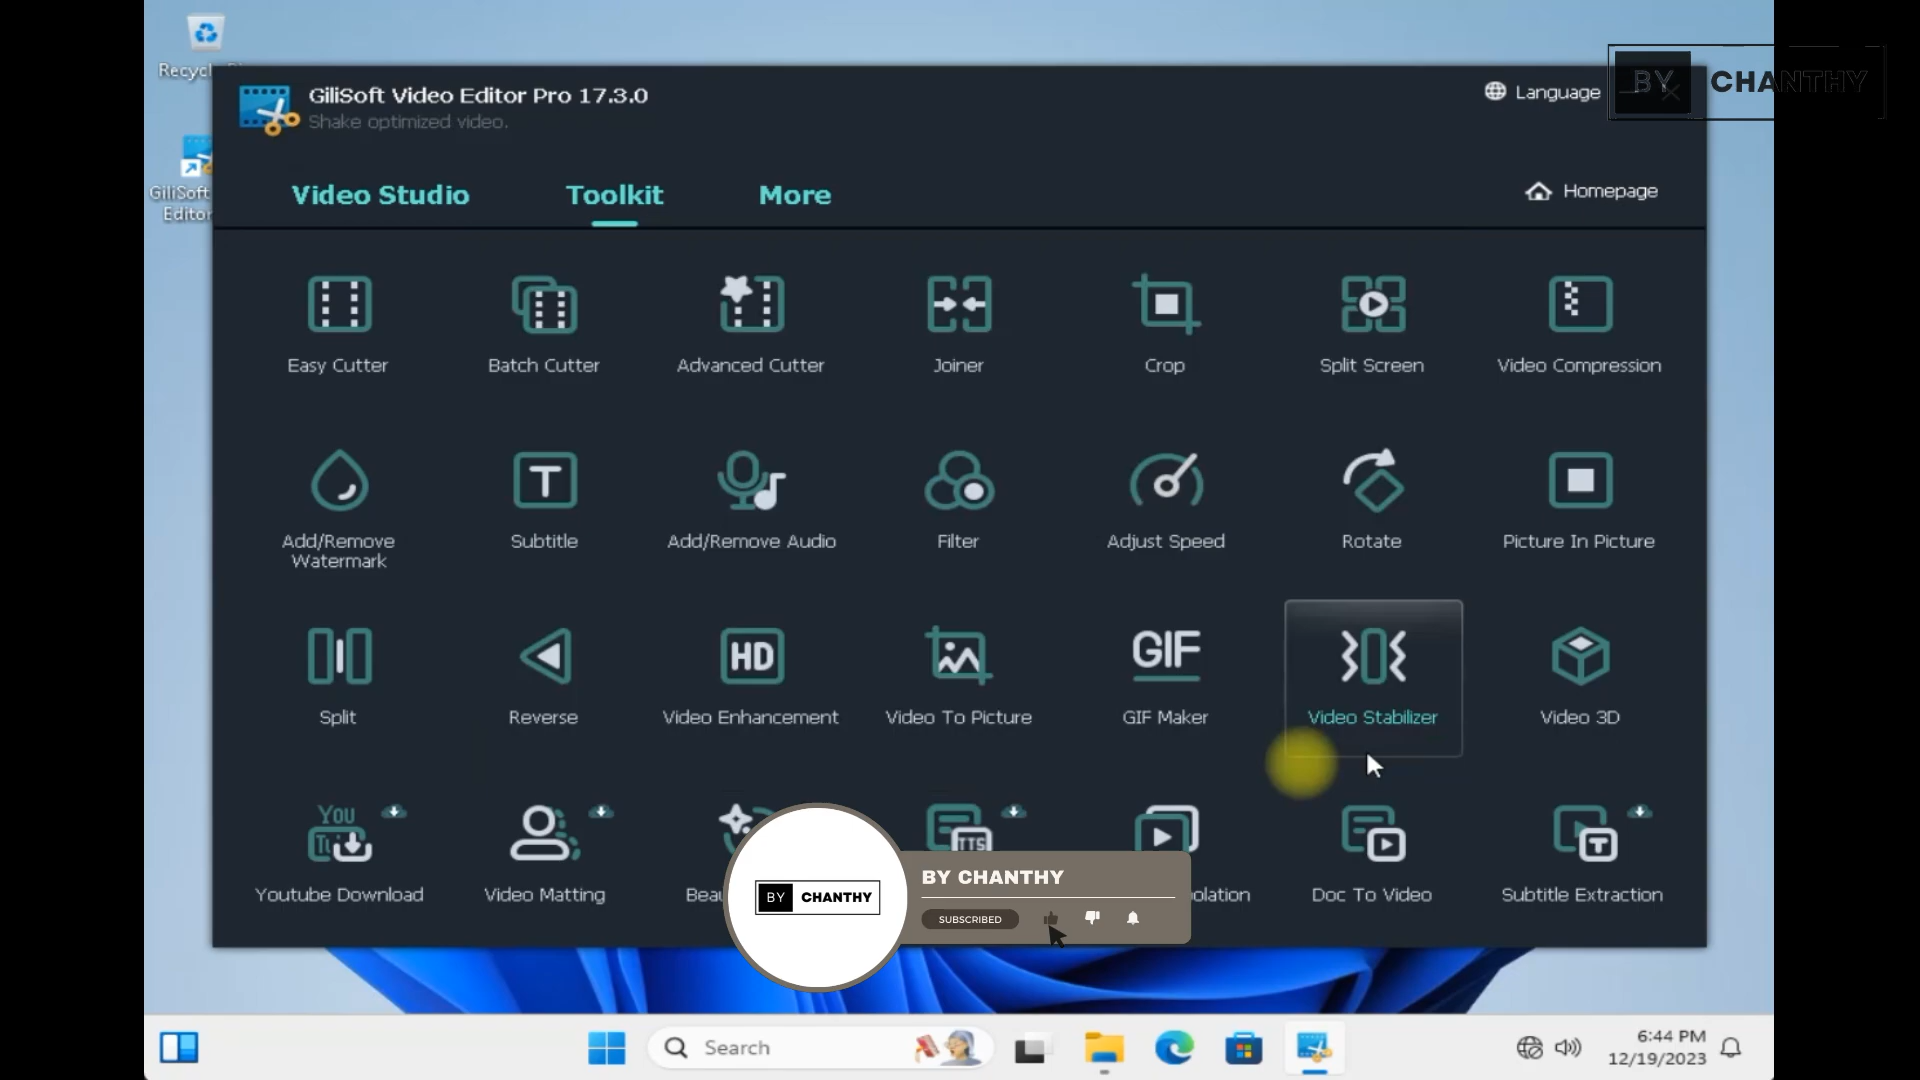 Recycl
GiliSoft Video Editor Pro 17.3.0
Shake optimized video.
Language
BY CHANTHY
GiliSoft
Editor
Video Studio
Toolkit
More
Homepage
Easy Cutter
Batch Cutter
Advanced Cutter
Joiner
Crop
Split Screen
Video Compression
Add/Remove
Watermark
Subtitle
Add/Remove Audio
Filter
Adjust Speed
Rotate
Picture In Picture
HD
GIF
Split
Reverse
Video Enhancement
Video To Picture
GIF Maker
Video Stabilizer
Video 3D
You
TTS
Youtube Download
Video Matting
Beau
olation
Doc To Video
Subtitle Extraction
BY CHANTHY
BY CHANTHY
SUBSCRIBED
Search
6:44 PM
12/19/2023